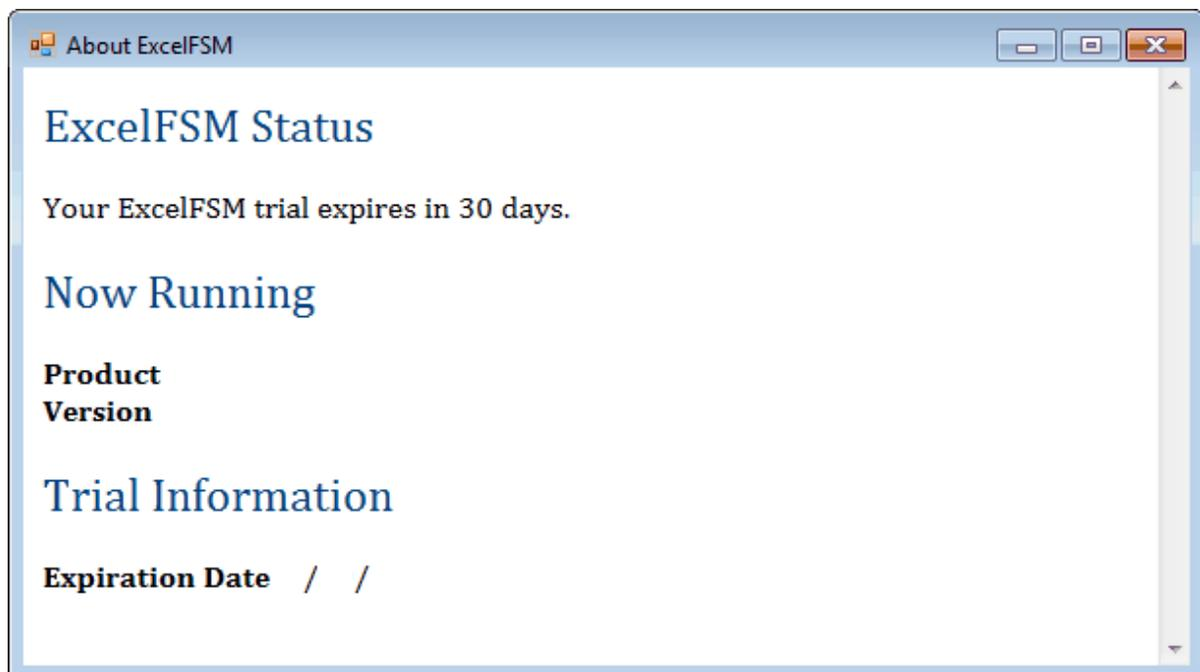 About ExcelFSM
ExcelFSM Status
Your ExcelFSM trial expires in 30 days.
Now Running
Product
Version
Trial Information
Expiration Date / /